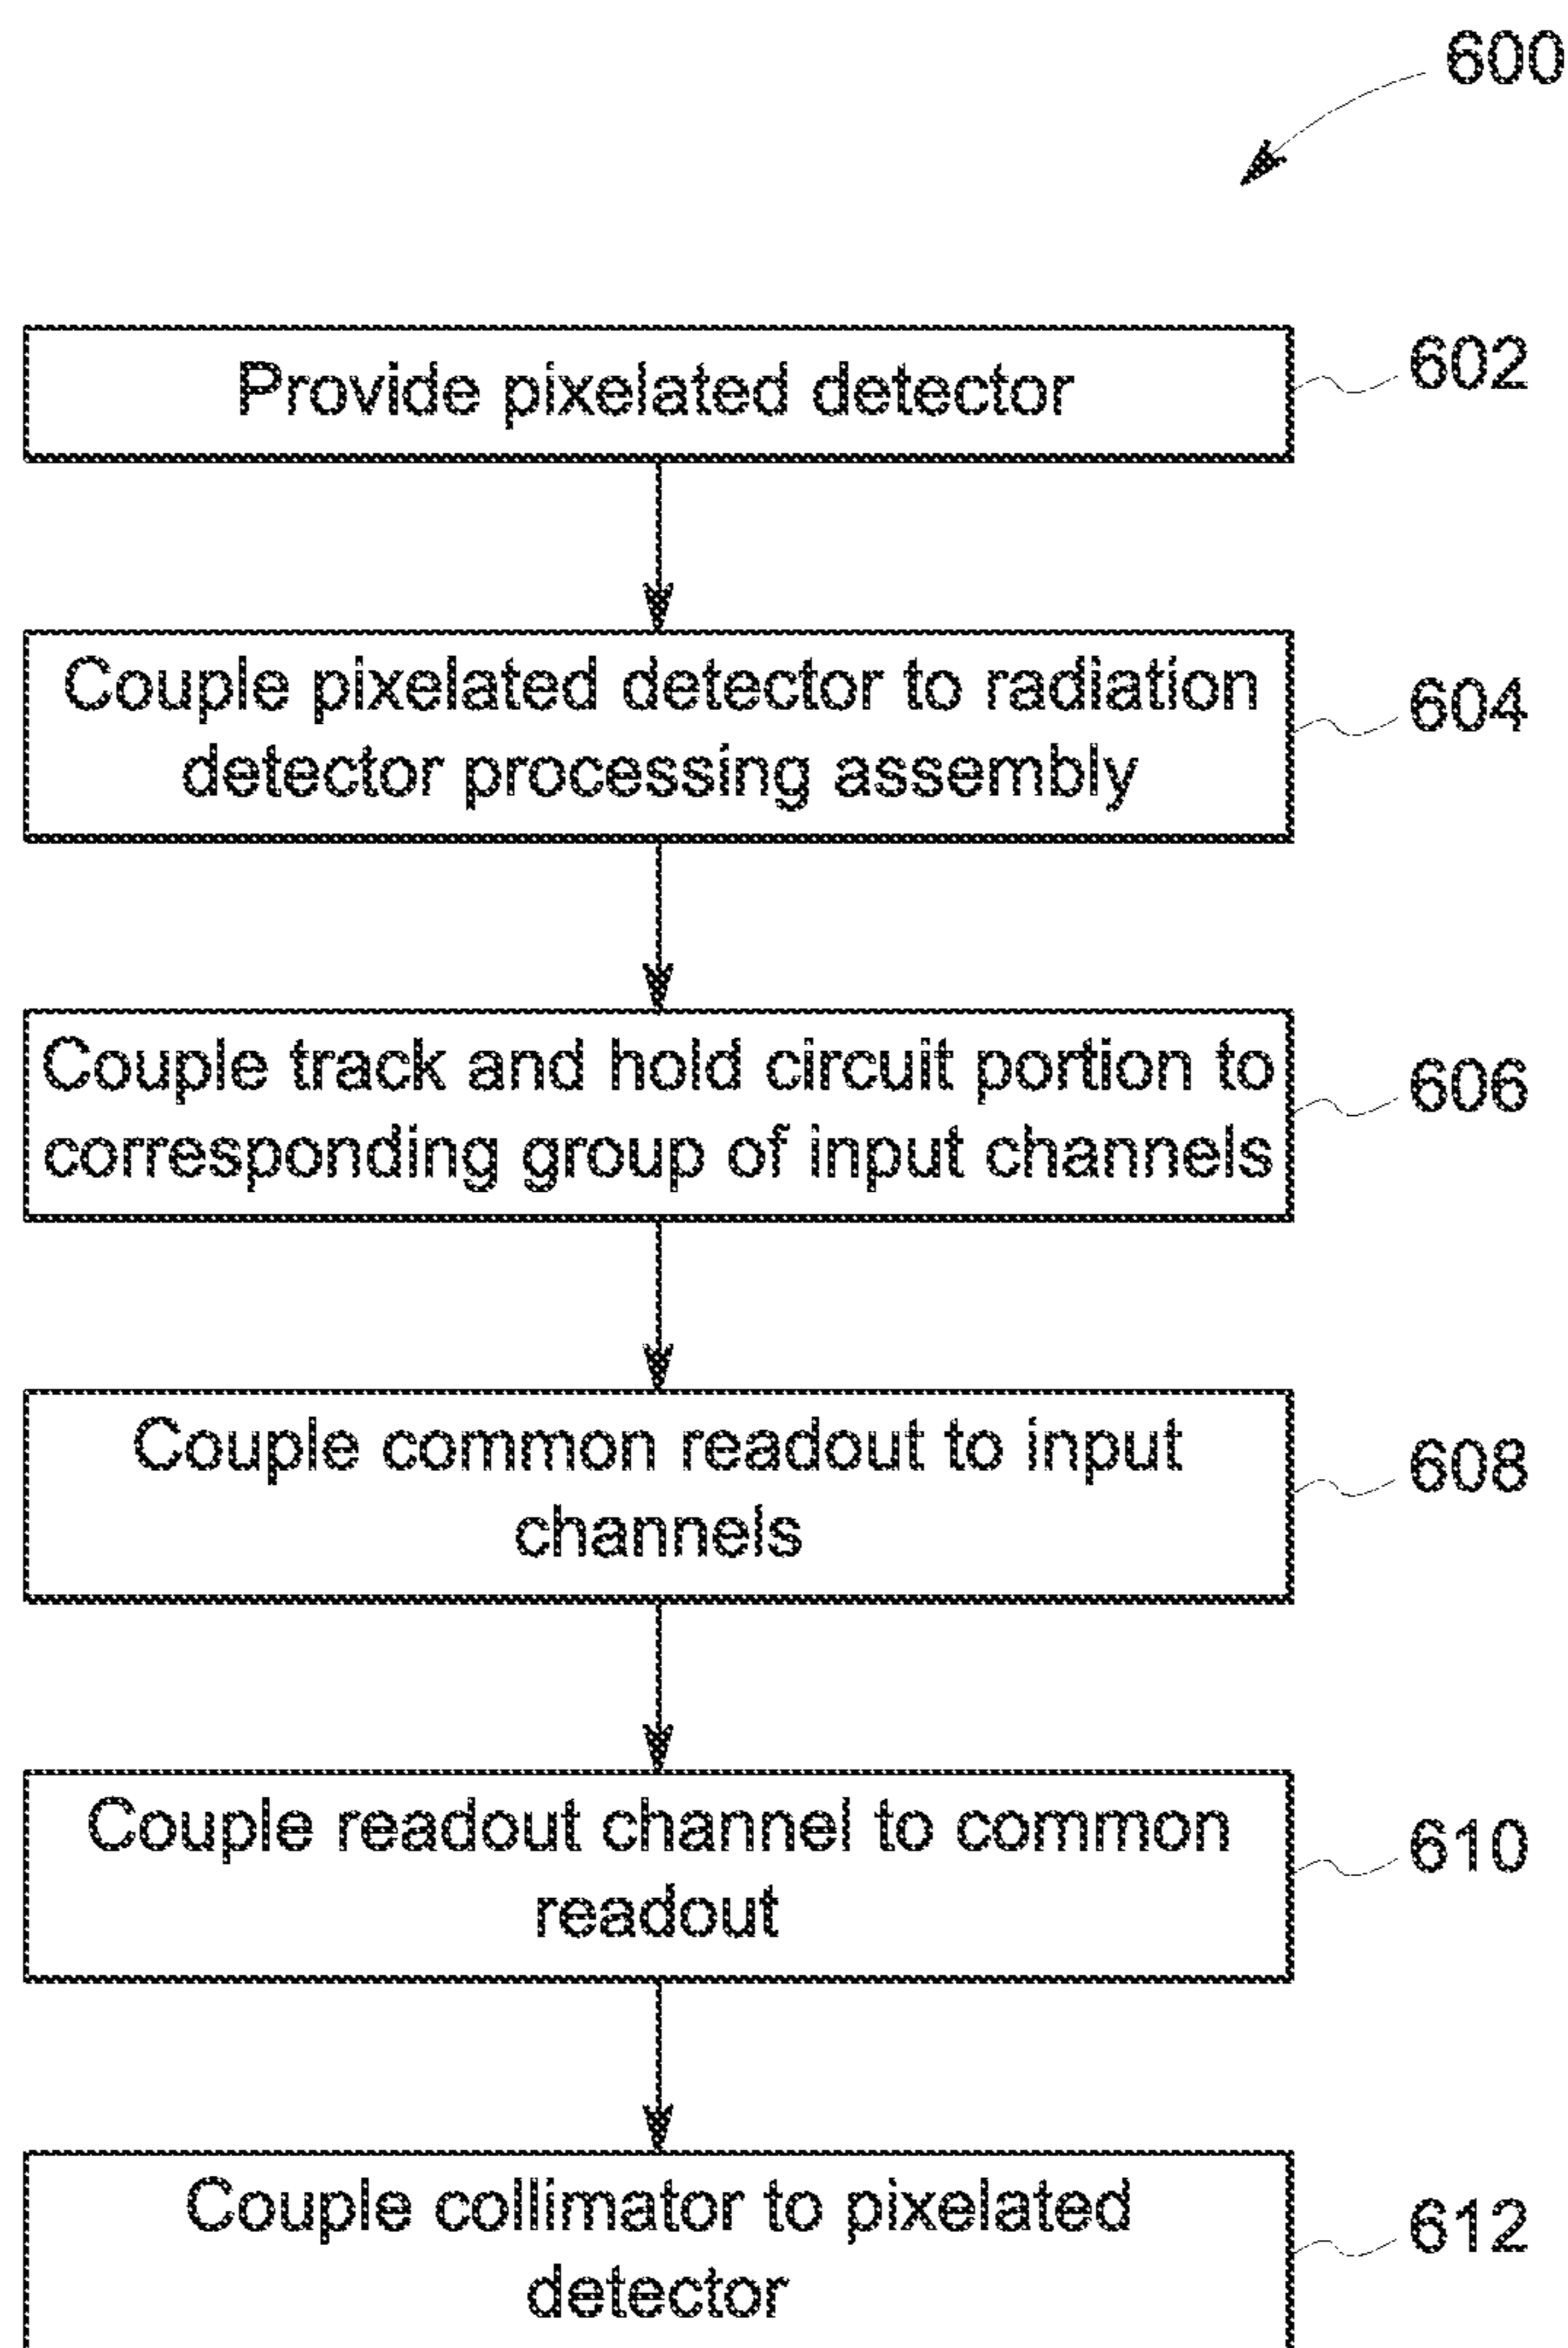 600
Provide pixelated detector
602
Couple pixelated detector to radiation
detector processing assembly
604
Couple track and hold circuit portion to
corresponding group of input channels
606
Couple common readout to input
channels
608
Couple readout channel to common
readout
610
Couple collimator to pixelated
detector
612